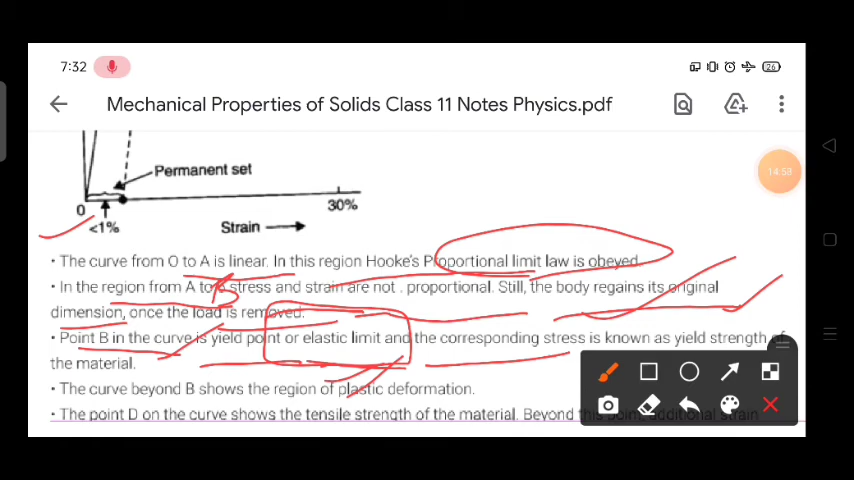 7:32
26
Mechanical Properties of Solids Class 11 Notes Physics.pdf
14:58
Permanent set
0
<1%
Strain
30%
• The curve from O to A is linear. In this region Hooke's Proportional limit law is obeyed.
• In the region from A to B stress and strain are not . proportional. Still, the body regains its original
dimension, once the load is removed.
• Point B in the curve is yield point or elastic limit and the corresponding stress is known as yield strength of
the material.
• The curve beyond B shows the region of plastic deformation.
• The point D on the curve shows the tensile strength of the material. Beyond this point, additional strain